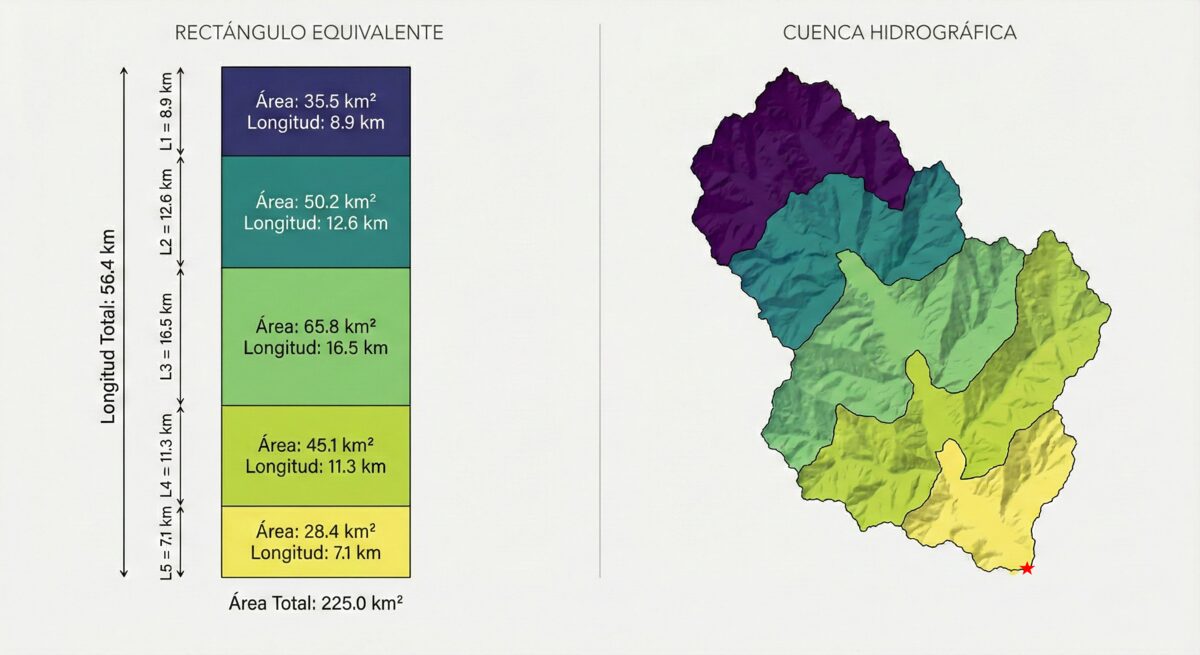 RECTÁNGULO EQUIVALENTE
CUENCA HIDROGRÁFICA
Longitud Total: 56.4 km
L1 = 8.9 km
Área: 35.5 km²
Longitud: 8.9 km
L2 = 12.6 km
Área: 50.2 km²
Longitud: 12.6 km
L3 = 16.5 km
Área: 65.8 km²
Longitud: 16.5 km
L4 = 11.3 km
Área: 45.1 km²
Longitud: 11.3 km
L5 = 7.1 km
Área: 28.4 km²
Longitud: 7.1 km
Área Total: 225.0 km²